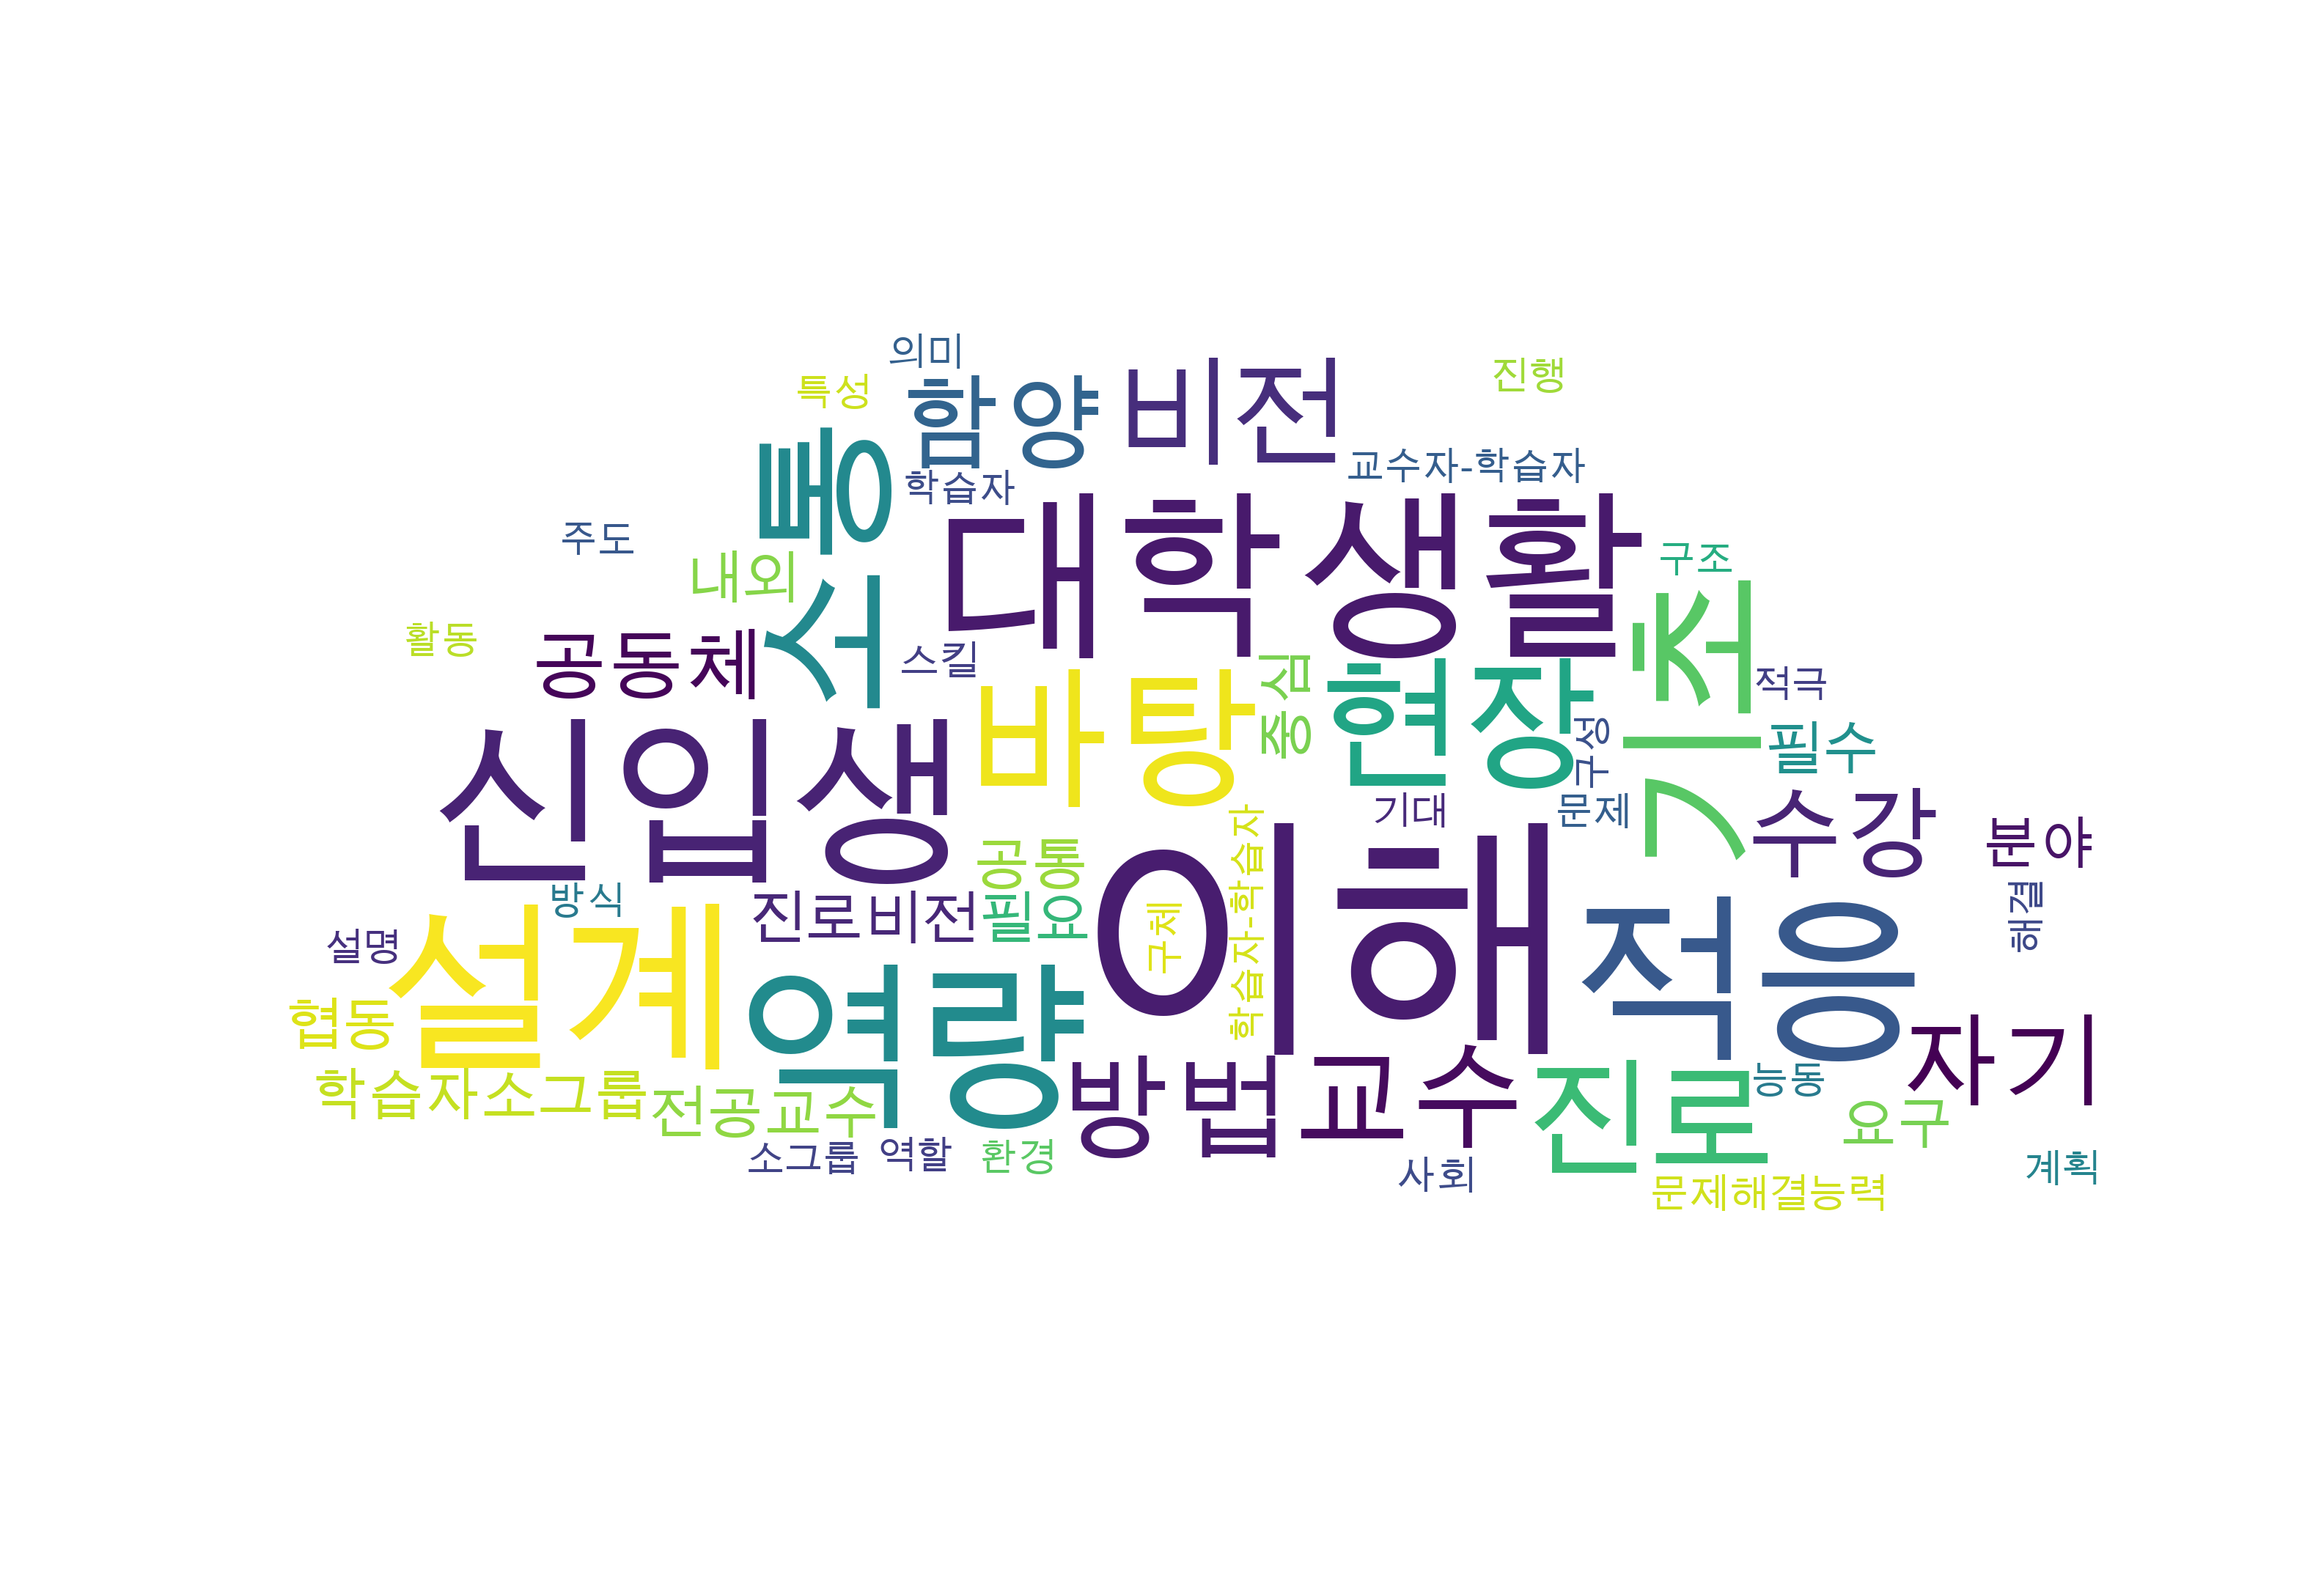 의미
진행
특성
함양
비전
소통
학습자
교수자-학습자
대학생활
주도
내외
구조
기초
활동
공동체
스킬
중심
현장
적극
바탕
구성
필수
신입생
기대
문제
수강
분야
공통
이해
학습자-학습자
구체
해결
방식
진로비전
필요
적응
설명
설계
역량
협동
자기
방법
교수
진로
능동
학습자소그룹
전공교수
요구
소그룹
역할
환경
사회
계획
문제해결능력